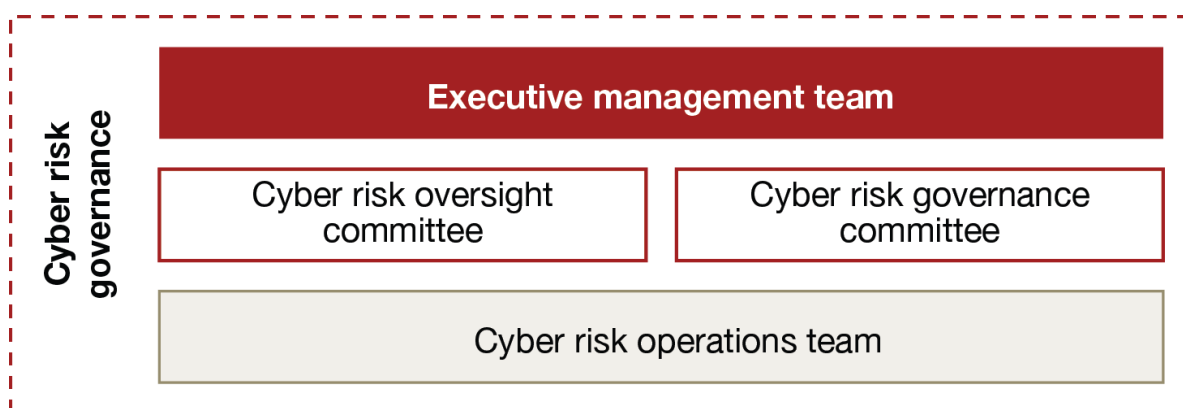 Cyber risk
governance
Executive management team
Cyber risk oversight
committee
Cyber risk governance
committee
Cyber risk operations team